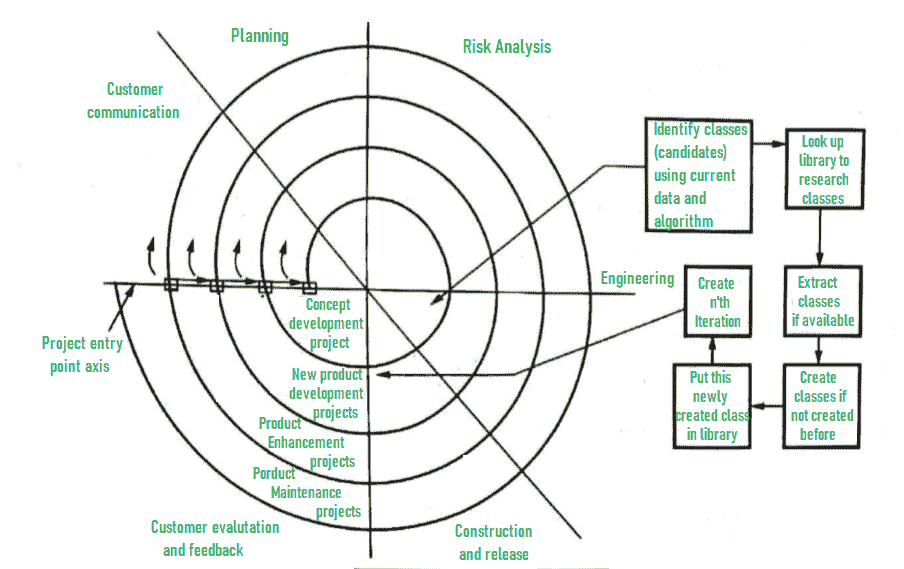 Planning
Risk Analysis
Customer
communication
Identify classes
(candidates)
using current
data and
algorithm
Look up
library to
research
classes
Engineering
Create
n'th
Iteration
Extract
classes
if available
Concept
development
project
Project entry
point axis
New product
development
projects
Put this
newly
created class
in library
Create
classes if
not created
before
Product
Enhancement
projects
Porduct
Maintenance
projects
Customer evalutation
and feedback
Construction
and release